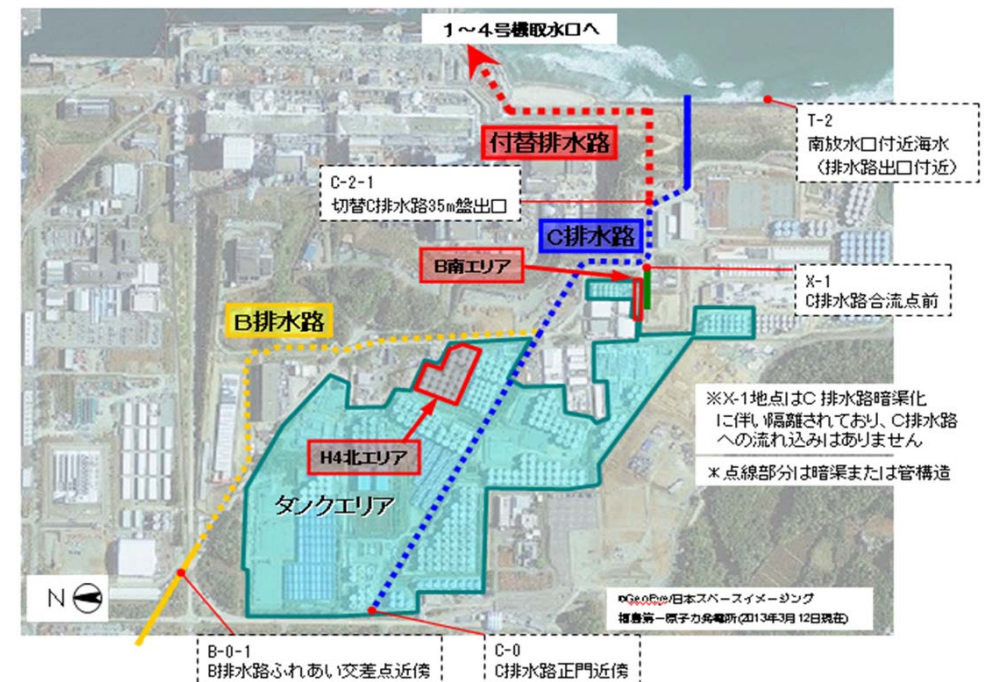 1～4号機取水口へ
付替排水路
T-2
南放水口付近海水
(排水路出口付近)
C-2-1
切替C排水路35m盤出口
C排水路
B南エリア
X-1
C排水路合流点前
B排水路
※X-1地点はC 排水路暗渠化
に伴い隔離されており、C排水路
への流れ込みはありません
＊点線部分は暗渠または管構造
H4北エリア
タンクエリア
N
©GeoEye/日本スペースイメージング
福島第一原子力発電所(2013年3月12日現在)
B-0-1
B排水路ふれあい交差点近傍
C-0
C排水路正門近傍